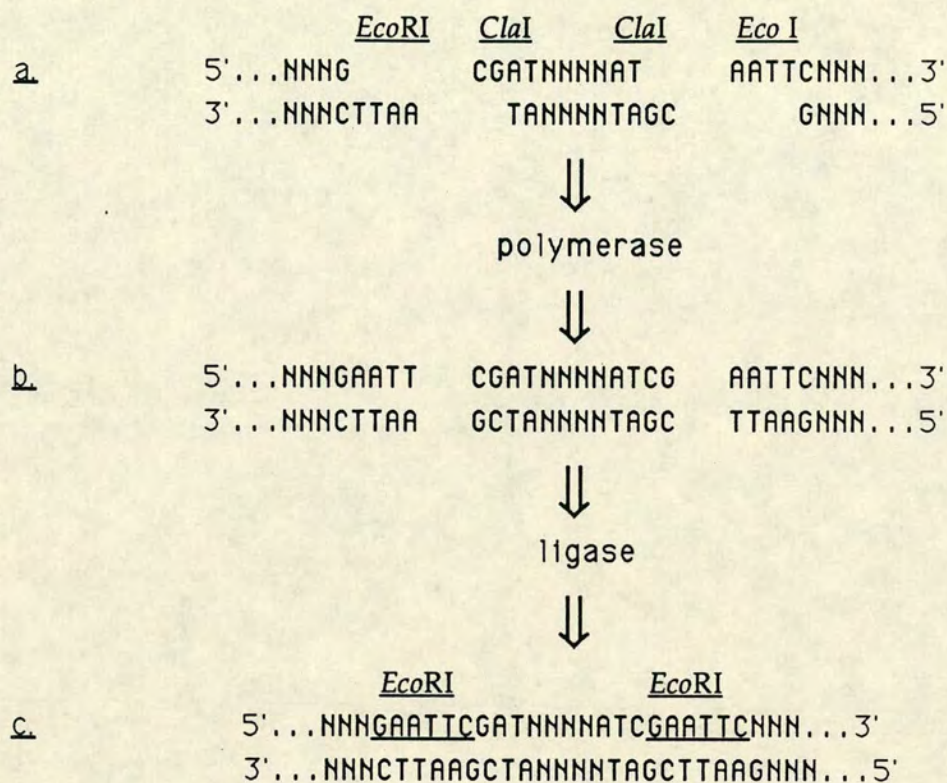 EcoRI ClaI ClaI Eco I
a. 5'...NNNG CGATNNNNAT AATTCNNN...3'
3'...NNNCTTAA TANNNNTAGC GNNN...5'
⇓
polymerase
⇓
b. 5'...NNNGAATT CGATNNNNATCG AATTCNNN...3'
3'...NNNCTTAA GCTANNNNTAGC TTAAGNNN...5'
⇓
ligase
⇓
EcoRI EcoRI
c. 5'...NNNGAATTCGATNNNNATCGAATTCNNN...3'
3'...NNNCTTAAGCTANNNNTAGCTTAAGNNN...5'